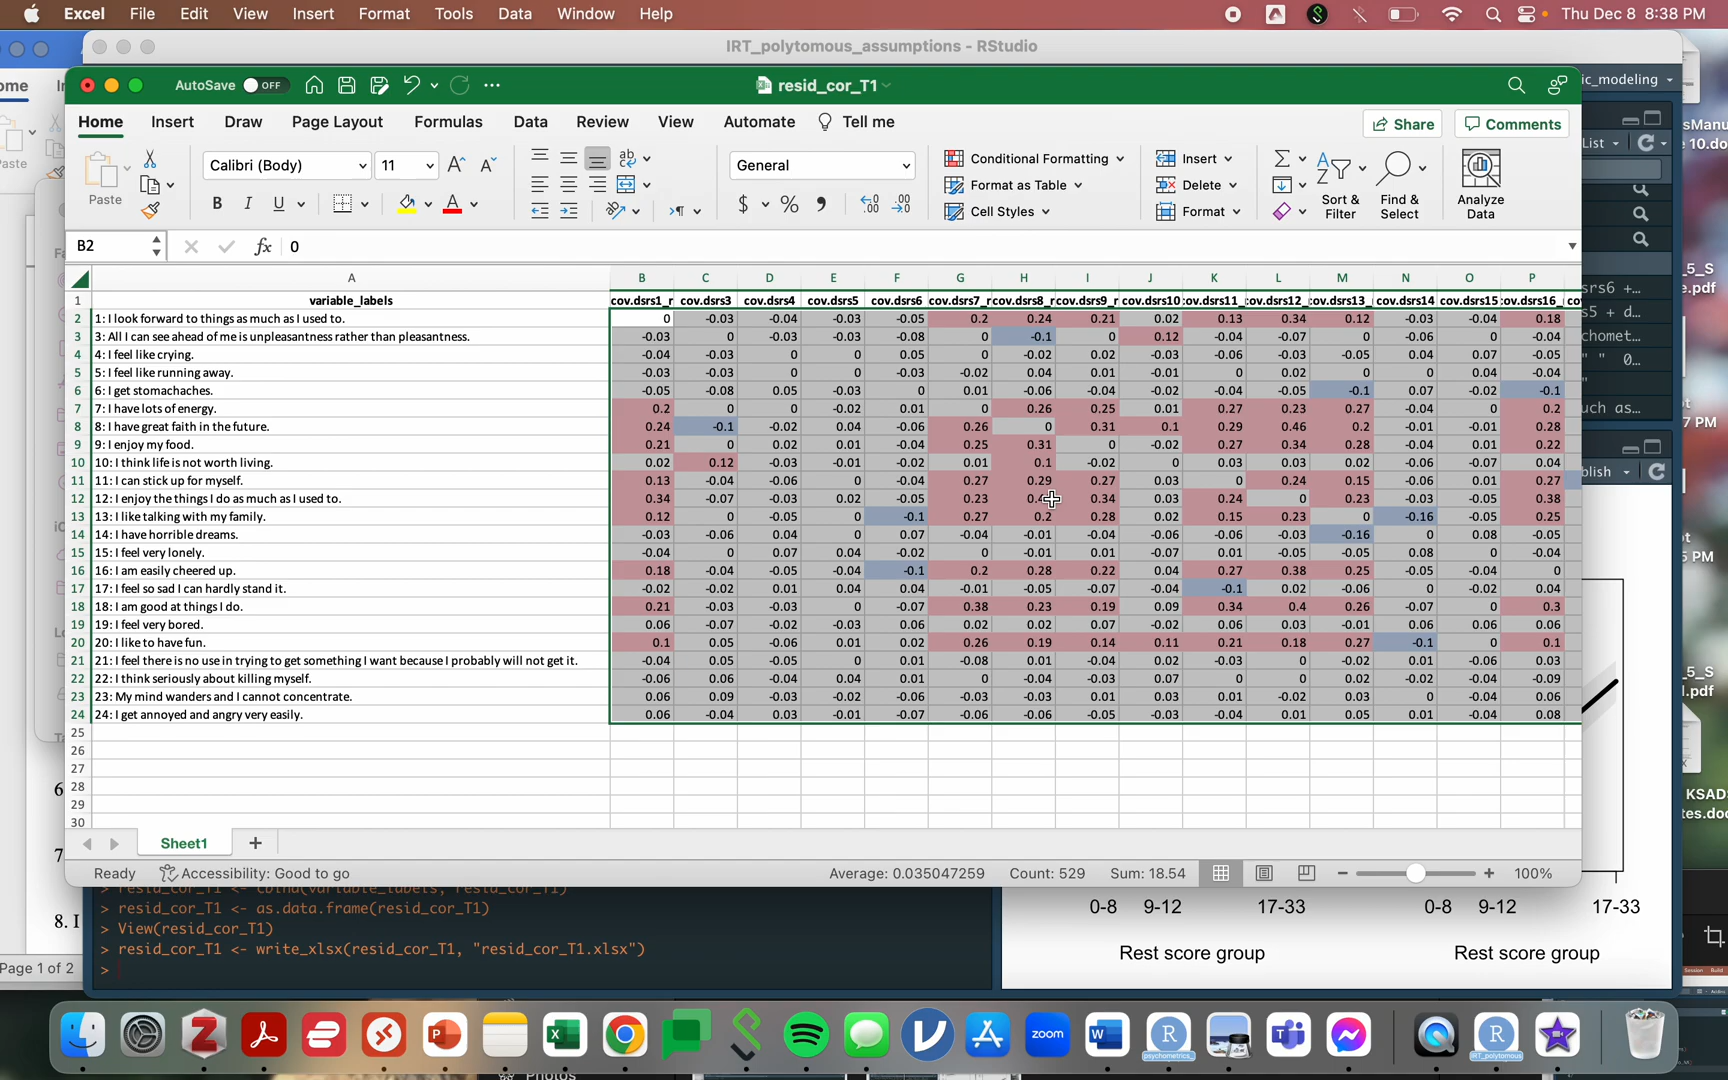 Excel File Edit View Insert Format Tools Data Window Help Thu Dec 8 8:38 PM
IRT_polytomous_assumptions - RStudio
AutoSave OFF resid_cor_T1
Home Insert Draw Page Layout Formulas Data Review View Automate Tell me Share Comments
Paste Calibri (Body) 11 General Conditional Formatting Format as Table Cell Styles Insert Delete Format Sort & Filter Find & Select Analyze Data
B2 fx 0
A B C D E F G H I J K L M N O P
1 variable_labels cov.dsrs1_r cov.dsrs3 cov.dsrs4 cov.dsrs5 cov.dsrs6 cov.dsrs7_r cov.dsrs8_r cov.dsrs9_r cov.dsrs10 cov.dsrs11_ cov.dsrs12_ cov.dsrs13_ cov.dsrs14 cov.dsrs15 cov.dsrs16_
2 1: I look forward to things as much as I used to. 0 -0.03 -0.04 -0.03 -0.05 0.2 0.24 0.21 0.02 0.13 0.34 0.12 -0.03 -0.04 0.18
3 3: All I can see ahead of me is unpleasantness rather than pleasantness. -0.03 0 -0.03 -0.03 -0.08 0 -0.1 0 0.12 -0.04 -0.07 0 -0.06 0 -0.04
4 4: I feel like crying. -0.04 -0.03 0 0 0.05 0 -0.02 0.02 -0.03 -0.06 -0.03 -0.05 0.04 0.07 -0.05
5 5: I feel like running away. -0.03 -0.03 0 0 -0.03 -0.02 0.04 0.01 -0.01 0 0.02 0 0 0.04 -0.04
6 6: I get stomachaches. -0.05 -0.08 0.05 -0.03 0 0.01 -0.06 -0.04 -0.02 -0.04 -0.05 -0.1 0.07 -0.02 -0.1
7 7: I have lots of energy. 0.2 0 0 -0.02 0.01 0 0.26 0.25 0.01 0.27 0.23 0.27 -0.04 0 0.2
8 8: I have great faith in the future. 0.24 -0.1 -0.02 0.04 -0.06 0.26 0 0.31 0.1 0.29 0.46 0.2 -0.01 -0.01 0.28
9 9: I enjoy my food. 0.21 0 0.02 0.01 -0.04 0.25 0.31 0 -0.02 0.27 0.34 0.28 -0.04 0.01 0.22
10 10: I think life is not worth living. 0.02 0.12 -0.03 -0.01 -0.02 0.01 0.1 -0.02 0 0.03 0.03 0.02 -0.06 -0.07 0.04
11 11: I can stick up for myself. 0.13 -0.04 -0.06 0 -0.04 0.27 0.29 0.27 0.03 0 0.24 0.15 -0.06 0.01 0.27
12 12: I enjoy the things I do as much as I used to. 0.34 -0.07 -0.03 0.02 -0.05 0.23 0.34 0.03 0.24 0 0.23 -0.03 -0.05 0.38
13 13: I like talking with my family. 0.12 0 -0.05 0 -0.1 0.27 0.2 0.28 0.02 0.15 0.23 0 -0.16 -0.05 0.25
14 14: I have horrible dreams. -0.03 -0.06 0.04 0 0.07 -0.04 -0.01 -0.04 -0.06 -0.06 -0.03 -0.16 0 0.08 -0.05
15 15: I feel very lonely. -0.04 0 0.07 0.04 -0.02 0 -0.01 0.01 -0.07 0.01 -0.05 -0.05 0.08 0 -0.04
16 16: I am easily cheered up. 0.18 -0.04 -0.05 -0.04 -0.1 0.2 0.28 0.22 0.04 0.27 0.38 0.25 -0.05 -0.04 0
17 17: I feel so sad I can hardly stand it. -0.02 -0.02 0.01 0.04 0.04 -0.01 -0.05 -0.07 -0.04 -0.1 0.02 -0.06 0 -0.02 0.04
18 18: I am good at things I do. 0.21 -0.03 -0.03 0 -0.07 0.38 0.23 0.19 0.09 0.34 0.4 0.26 -0.07 0 0.3
19 19: I feel very bored. 0.06 -0.07 -0.02 -0.03 0.06 0.02 0.02 0.07 -0.02 0.06 0.03 -0.01 0.06 0.06 0.06
20 20: I like to have fun. 0.1 0.05 -0.06 0.01 0.02 0.26 0.19 0.14 0.11 0.21 0.18 0.27 -0.1 0 0.1
21 21: I feel there is no use in trying to get something I want because I probably will not get it. -0.04 0.05 -0.05 0 0.01 -0.08 0.01 -0.04 0.02 -0.03 0 -0.02 0.01 -0.06 0.03
22 22: I think seriously about killing myself. -0.06 0.06 -0.04 0.04 0.01 0 -0.04 -0.03 0.07 0 0 0.02 -0.02 -0.04 -0.09
23 23: My mind wanders and I cannot concentrate. 0.06 0.09 -0.03 -0.02 -0.06 -0.03 -0.03 0.01 0.03 0.01 -0.02 0.03 0 -0.04 0.06
24 24: I get annoyed and angry very easily. 0.06 -0.04 0.03 -0.01 -0.07 -0.06 -0.06 -0.05 -0.03 -0.04 0.01 0.05 0.01 -0.04 0.08
25
26
27
28
29
30
Sheet1
Ready Accessibility: Good to go Average: 0.035047259 Count: 529 Sum: 18.54 100%
> resid_cor_T1 <- as.data.frame(resid_cor_T1)
> View(resid_cor_T1)
> resid_cor_T1 <- write_xlsx(resid_cor_T1, "resid_cor_T1.xlsx")
>
8. I
Page 1 of 2
0-8 9-12 17-33 0-8 9-12 17-33
Rest score group Rest score group
zoom